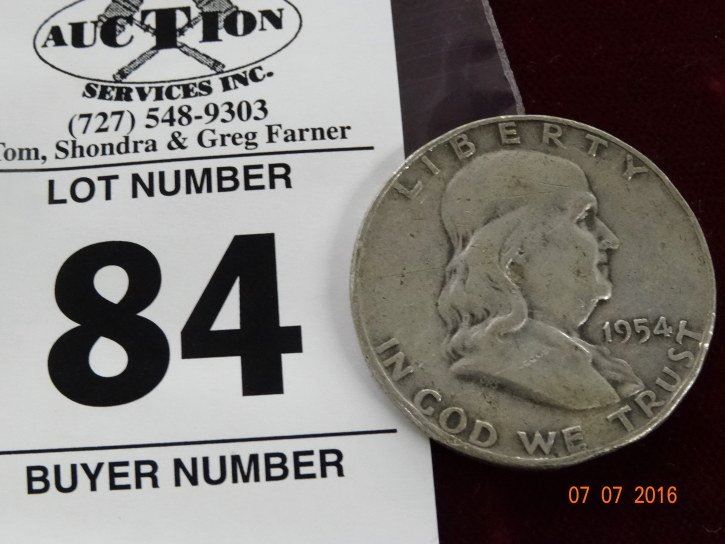 AUCTION
SERVICES INC.
(727) 548-9303
Tom, Shondra & Greg Farner
LOT NUMBER
84
BUYER NUMBER
LIBERTY
1954
IN GOD WE TRUST
07 07 2016